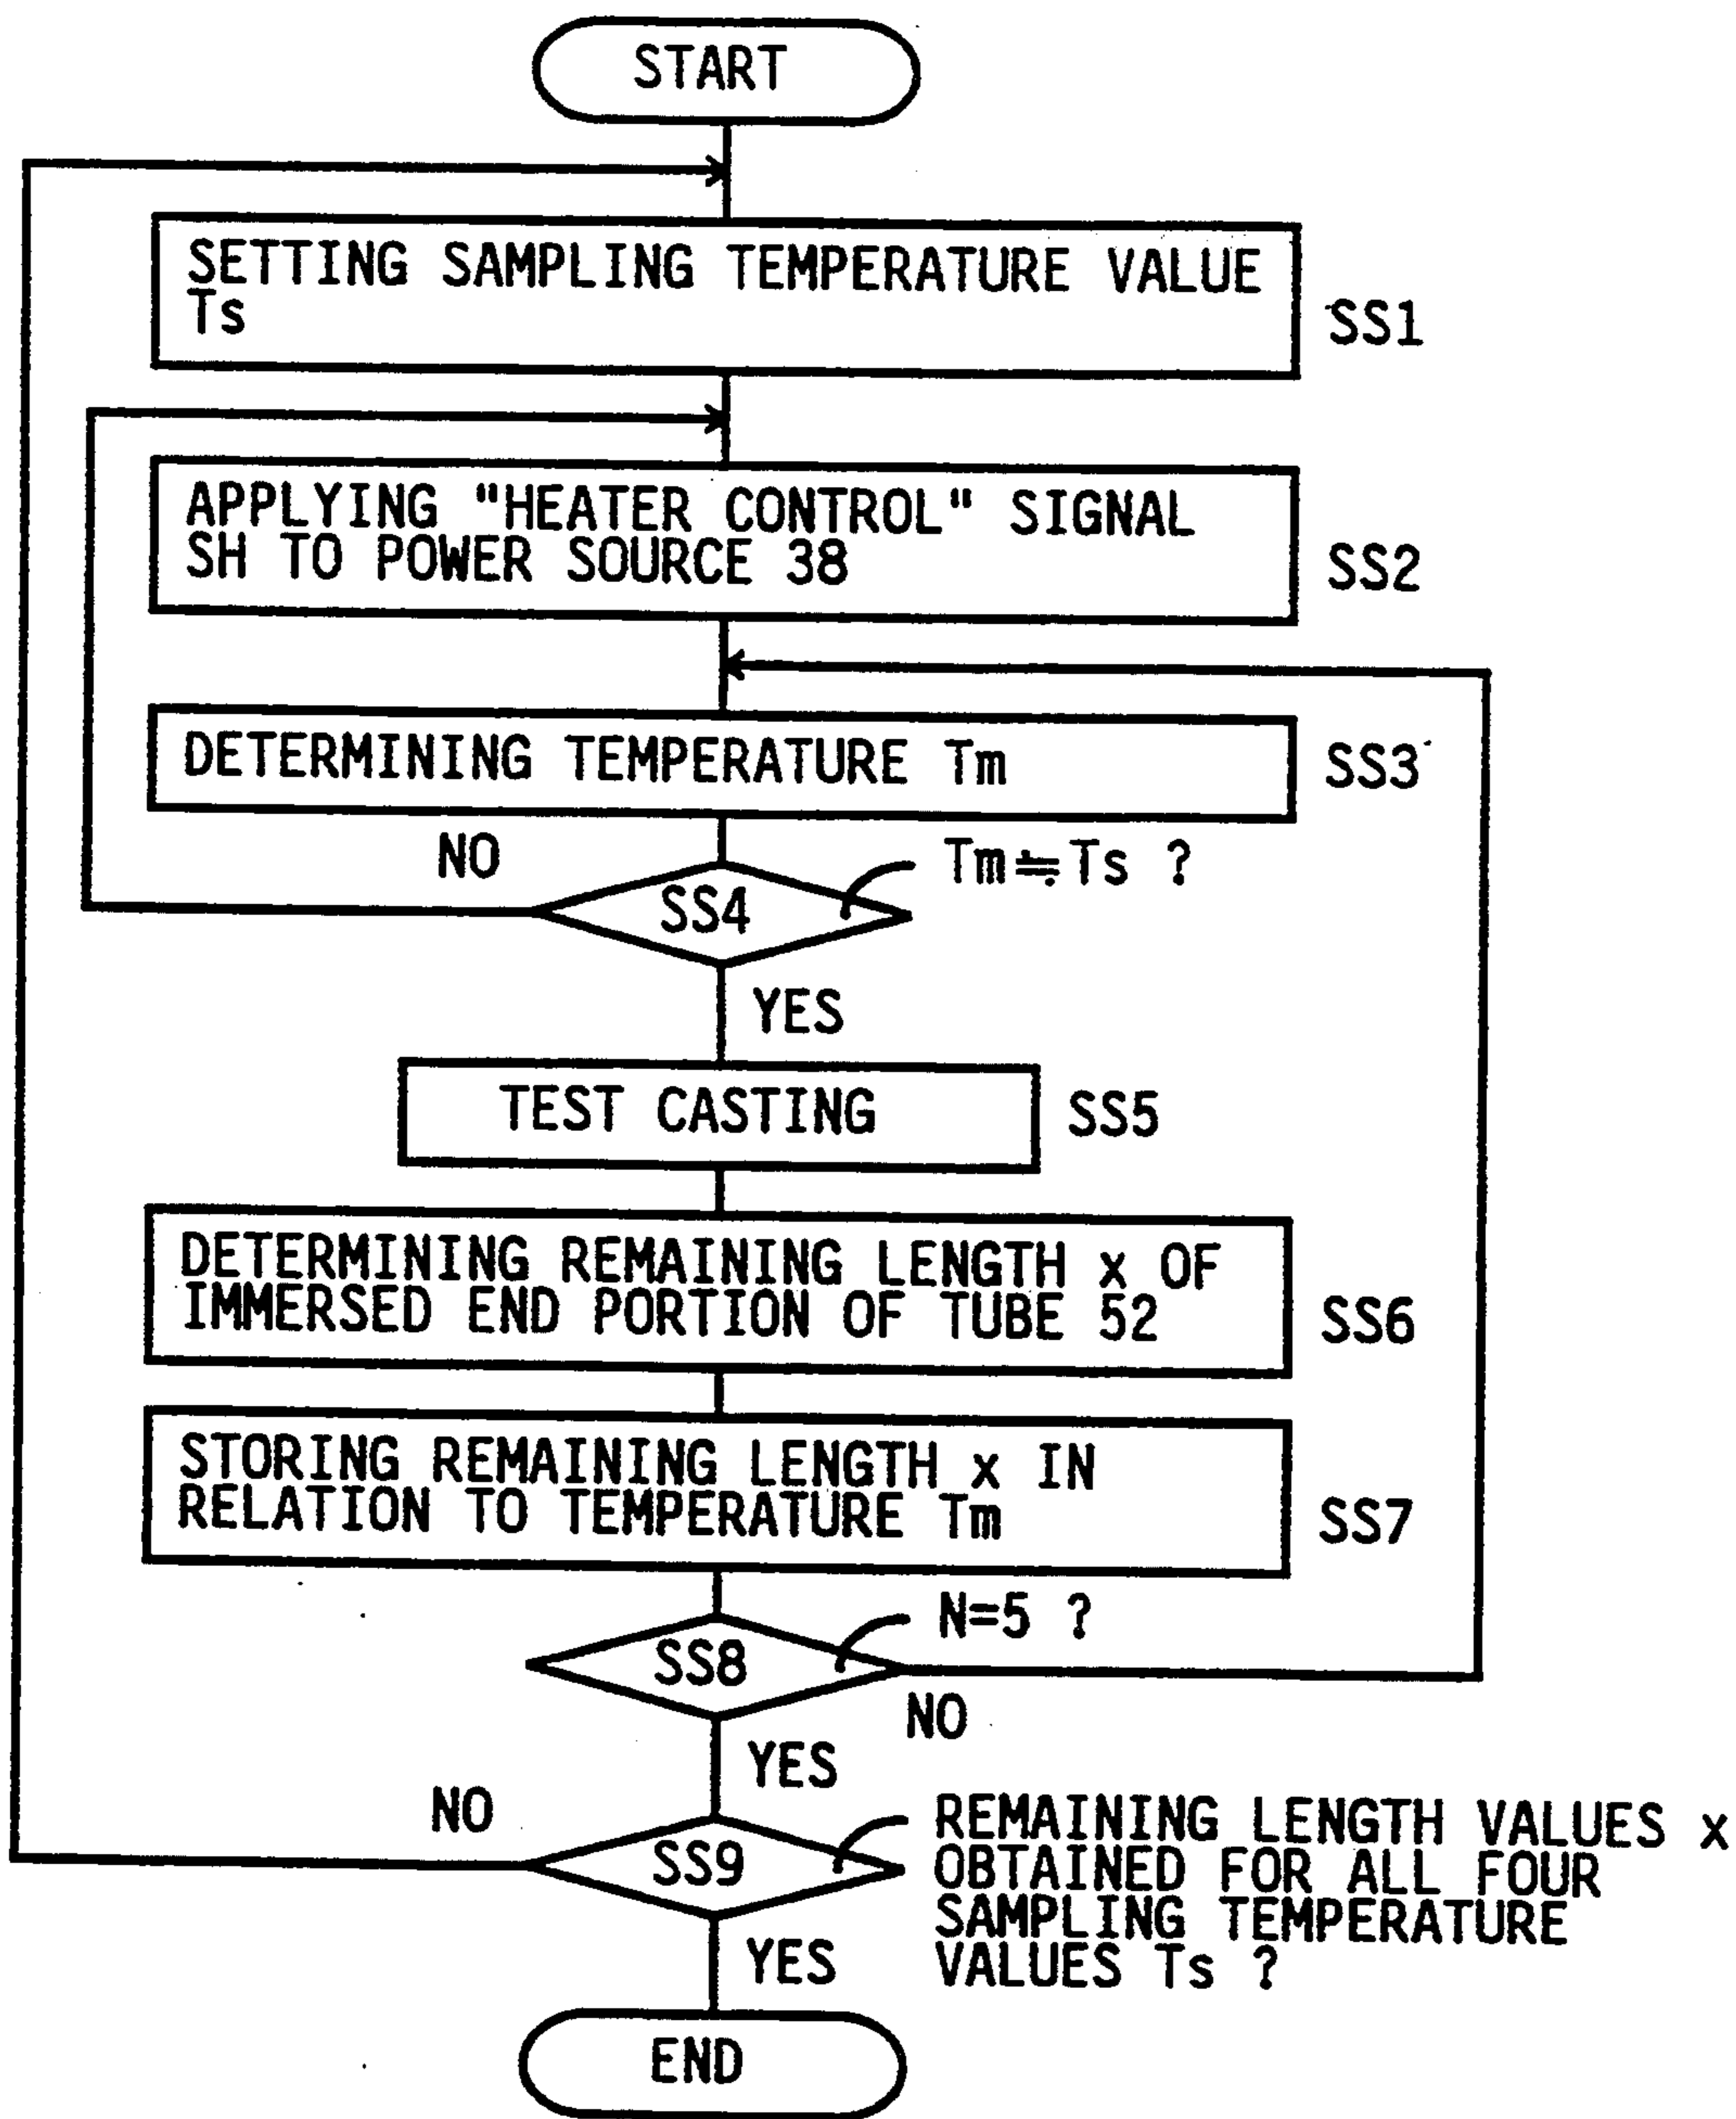 START
SETTING SAMPLING TEMPERATURE VALUE
Ts
SS1
APPLYING "HEATER CONTROL" SIGNAL
SH TO POWER SOURCE 38
SS2
DETERMINING TEMPERATURE Tm
SS3
NO
Tm≒Ts ?
SS4
YES
TEST CASTING
SS5
DETERMINING REMAINING LENGTH x OF
IMMERSED END PORTION OF TUBE 52
SS6
STORING REMAINING LENGTH x IN
RELATION TO TEMPERATURE Tm
SS7
N=5 ?
SS8
NO
YES
NO
SS9
REMAINING LENGTH VALUES x
OBTAINED FOR ALL FOUR
SAMPLING TEMPERATURE
VALUES Ts ?
YES
END